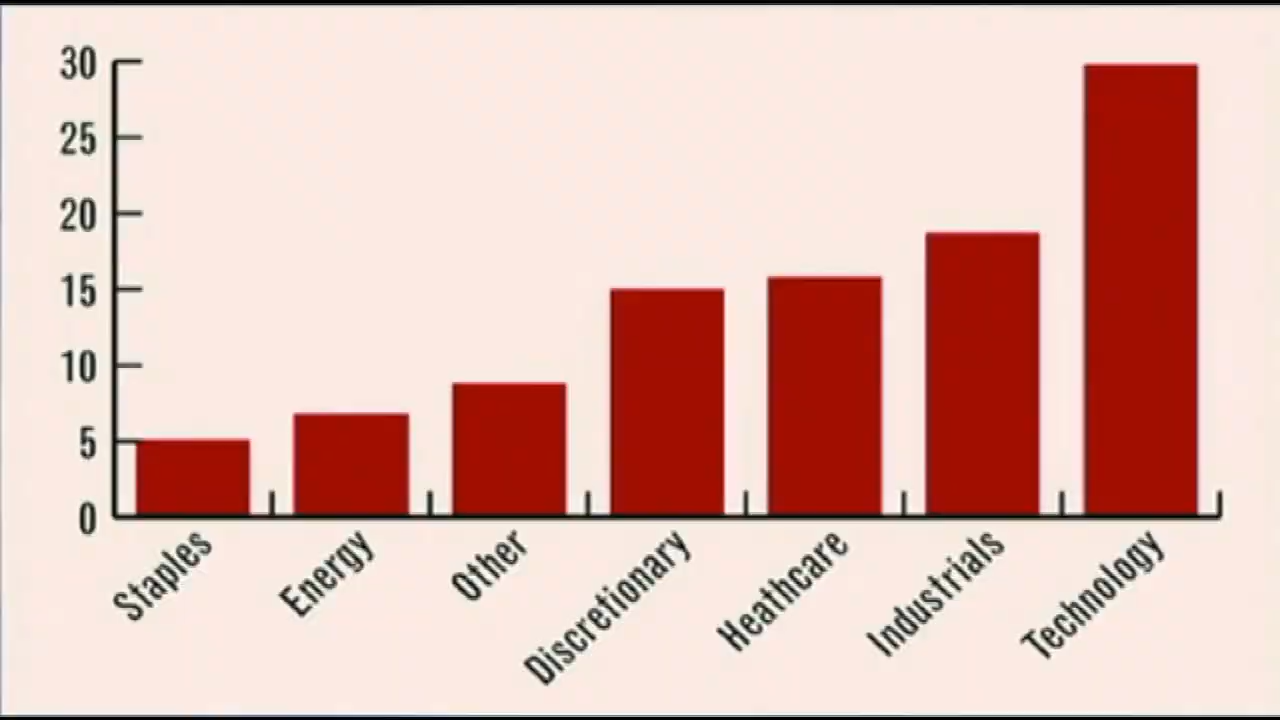 30
25
20
15
10
5
0
Staples
Energy
Other
Discretionary
Heathcare
Industrials
Technology